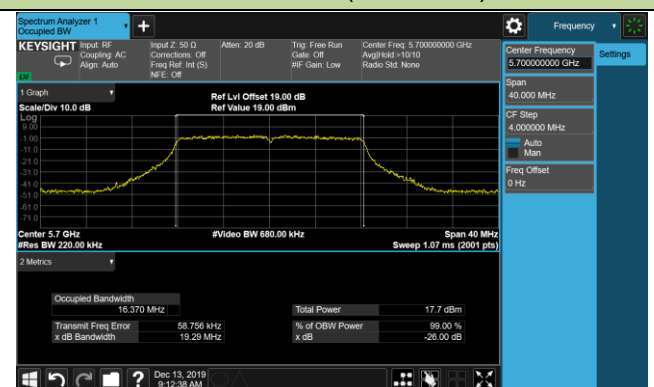 Spectrum Analyzer 1
Occupied BW
+
Frequency
KEYSIGHT
Input: RF
Coupling: AC
Align: Auto
Input Z: 50 Ω
Corrections: Off
Freq Ref: Int (S)
NFE: Off
Atten: 20 dB
Trig: Free Run
Gate: Off
#IF Gain: Low
Center Freq: 5.700000000 GHz
Avg|Hold:>10/10
Radio Std: None
Center Frequency
5.700000000 GHz
Settings
Span
40.000 MHz
CF Step
4.000000 MHz
Auto
Man
Freq Offset
0 Hz
1 Graph
Scale/Div 10.0 dB
Ref Lvl Offset 19.00 dB
Ref Value 19.00 dBm
Log
9.00
-1.00
-11.0
-21.0
-31.0
-41.0
-51.0
-61.0
-71.0
Center 5.7 GHz
#Video BW 680.00 kHz
Span 40 MHz
#Res BW 220.00 kHz
Sweep 1.07 ms (2001 pts)
2 Metrics
Occupied Bandwidth
16.370 MHz
Total Power
17.7 dBm
Transmit Freq Error
58.756 kHz
% of OBW Power
99.00 %
x dB Bandwidth
19.29 MHz
x dB
-26.00 dB
?
Dec 13, 2019
9:12:38 AM